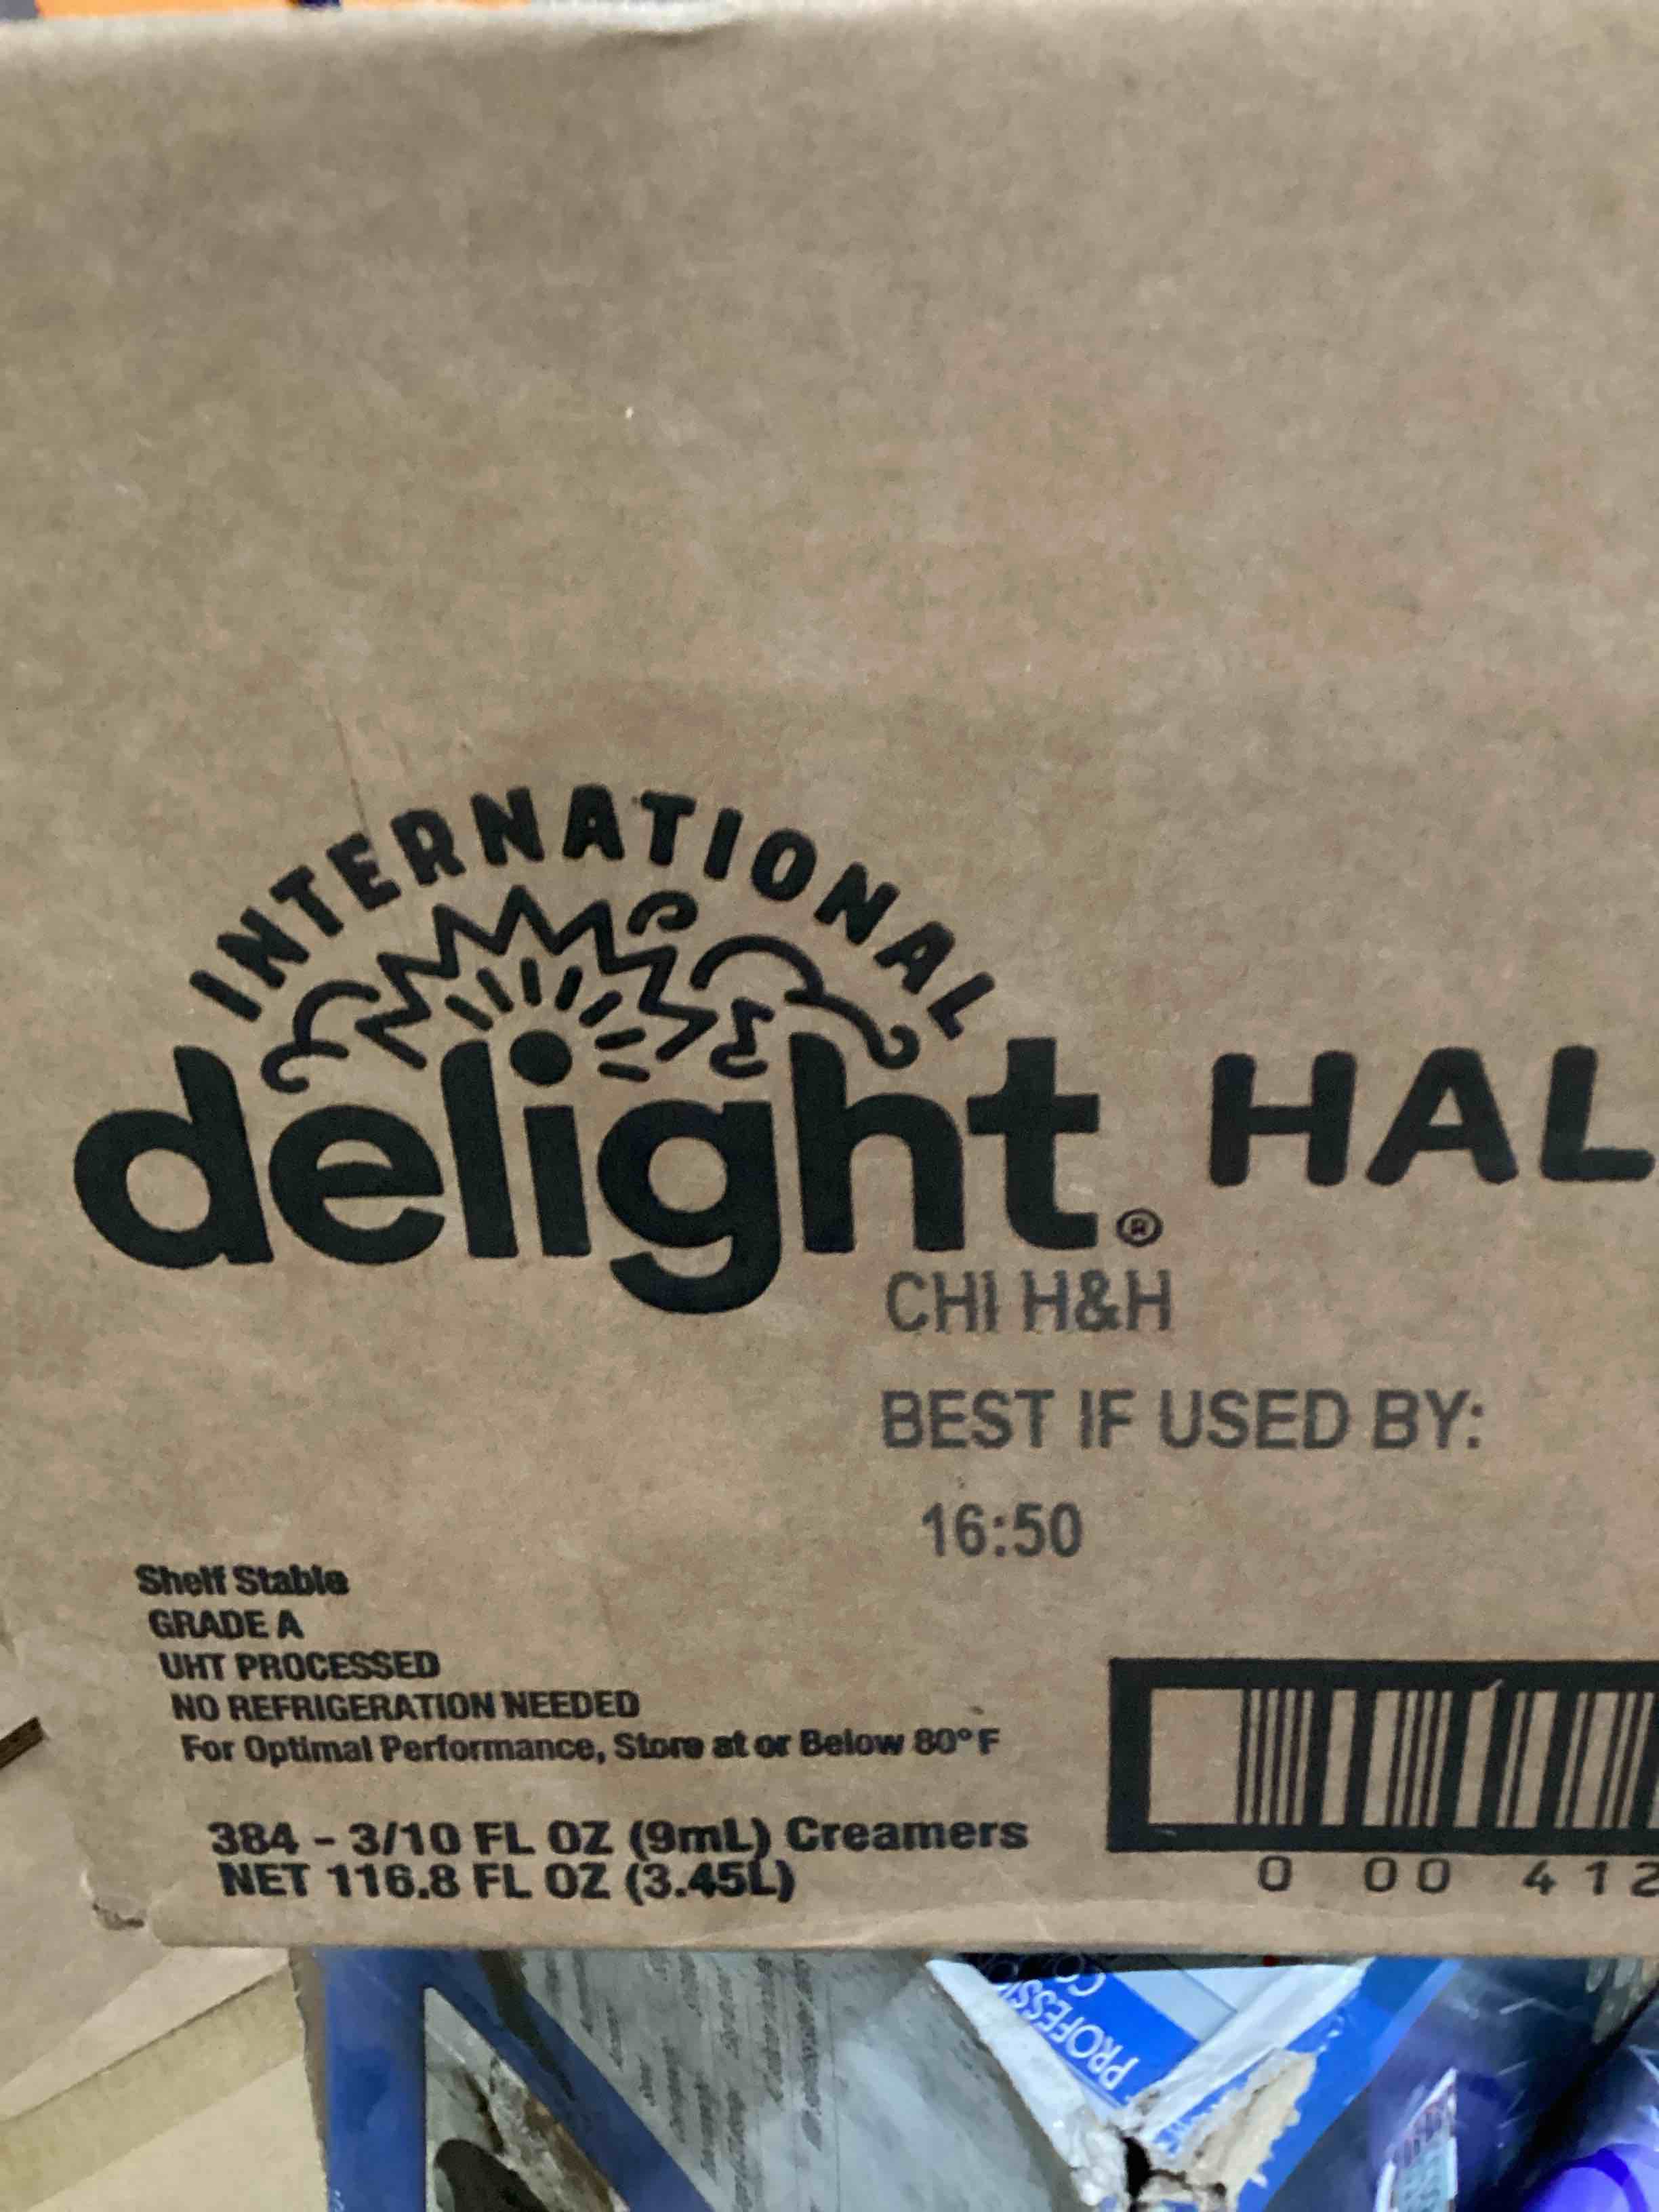 INTERNATIONAL
delight® HAL
CHI H&H
BEST IF USED BY:
16:50
Shelf Stable
GRADE A
UHT PROCESSED
NO REFRIGERATION NEEDED
For Optimal Performance, Store at or Below 80°F
384 - 3/10 FL OZ (9mL) Creamers
NET 116.8 FL OZ (3.45L)
0 00 412
PROFESSIO
CO